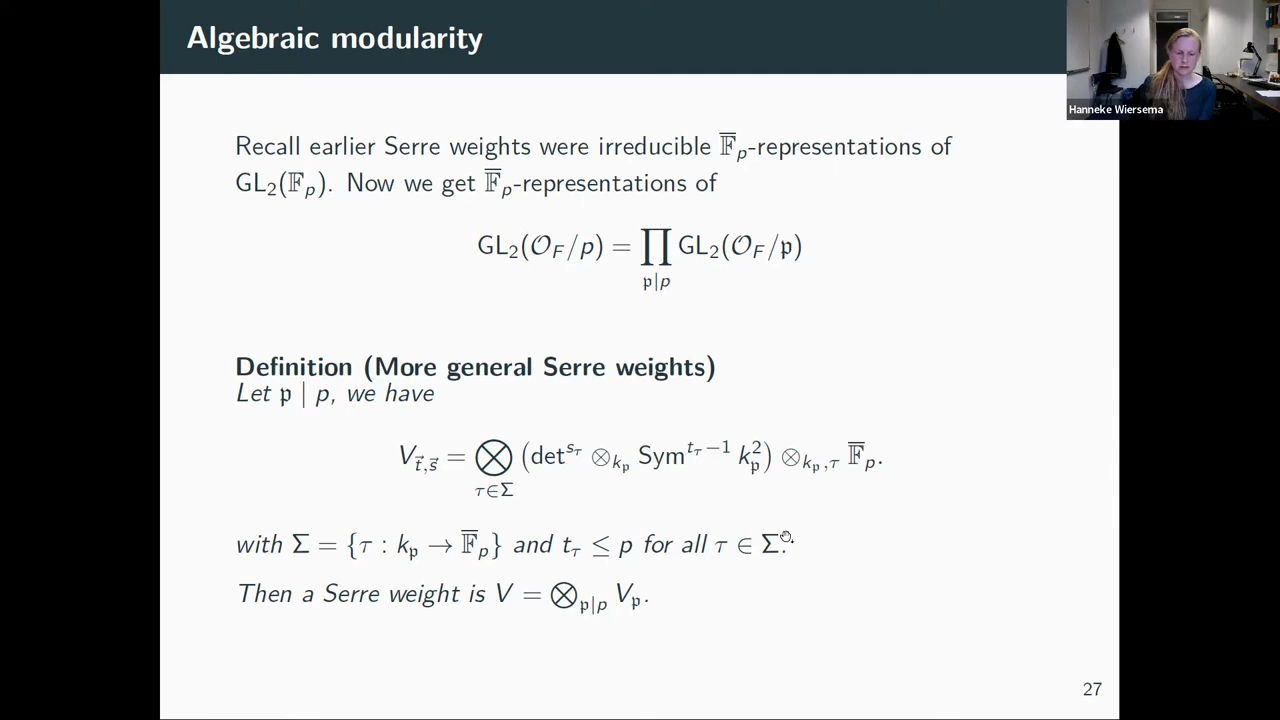 Algebraic modularity
Hanneke Wiersema
Recall earlier Serre weights were irreducible $\overline{\mathbb{F}}_p$-representations of
$\mathrm{GL}_2(\mathbb{F}_p)$. Now we get $\overline{\mathbb{F}}_p$-representations of
$\mathrm{GL}_2(\mathcal{O}_F/p) = \prod_{\mathfrak{p}|p} \mathrm{GL}_2(\mathcal{O}_F/\mathfrak{p})$
Definition (More general Serre weights)
Let $\mathfrak{p} \mid p$, we have
$V_{\vec{t},\vec{s}} = \bigotimes_{\tau \in \Sigma} \left( \det^{s_\tau} \otimes_{k_\mathfrak{p}} \mathrm{Sym}^{t_\tau - 1} k_\mathfrak{p}^2 \right) \otimes_{k_\mathfrak{p}, \tau} \overline{\mathbb{F}}_p.$
with $\Sigma = \{\tau : k_\mathfrak{p} \to \overline{\mathbb{F}}_p\}$ and $t_\tau \leq p$ for all $\tau \in \Sigma$.
Then a Serre weight is $V = \bigotimes_{\mathfrak{p}|p} V_\mathfrak{p}$.
27